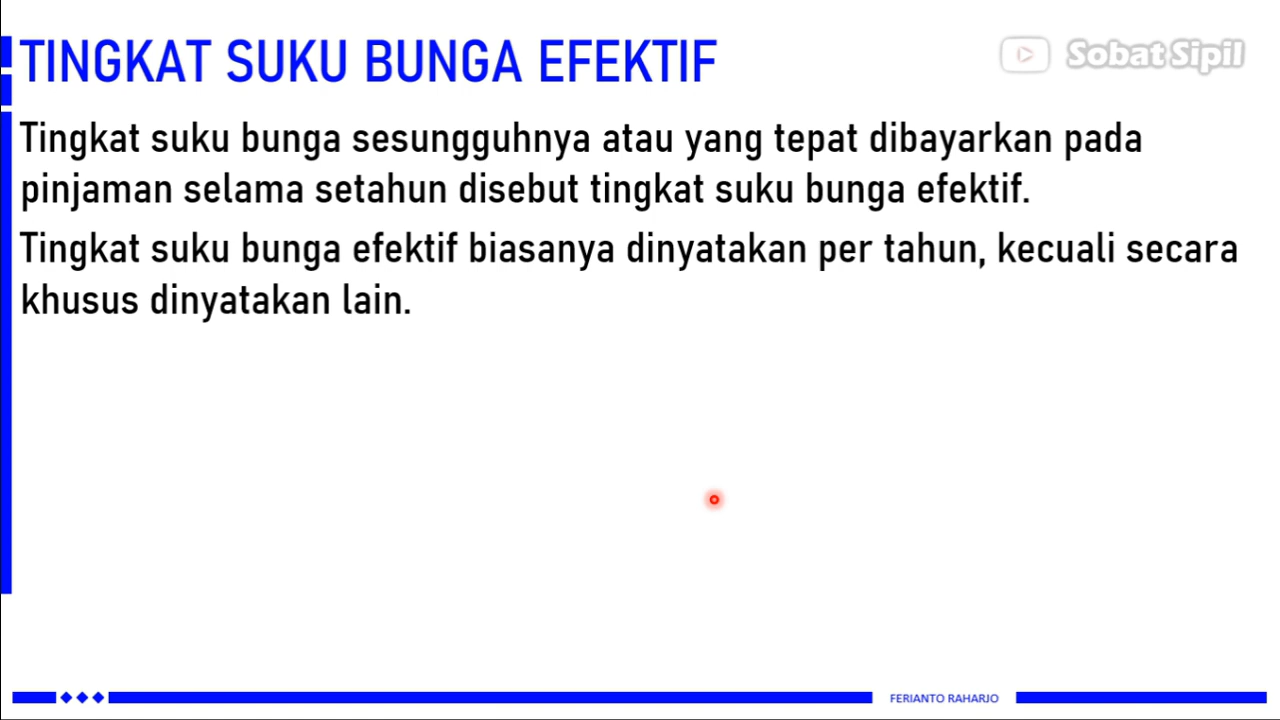 TINGKAT SUKU BUNGA EFEKTIF
Sobat Sipil
Tingkat suku bunga sesungguhnya atau yang tepat dibayarkan pada
pinjaman selama setahun disebut tingkat suku bunga efektif.
Tingkat suku bunga efektif biasanya dinyatakan per tahun, kecuali secara
khusus dinyatakan lain.
FERIANTO RAHARJO